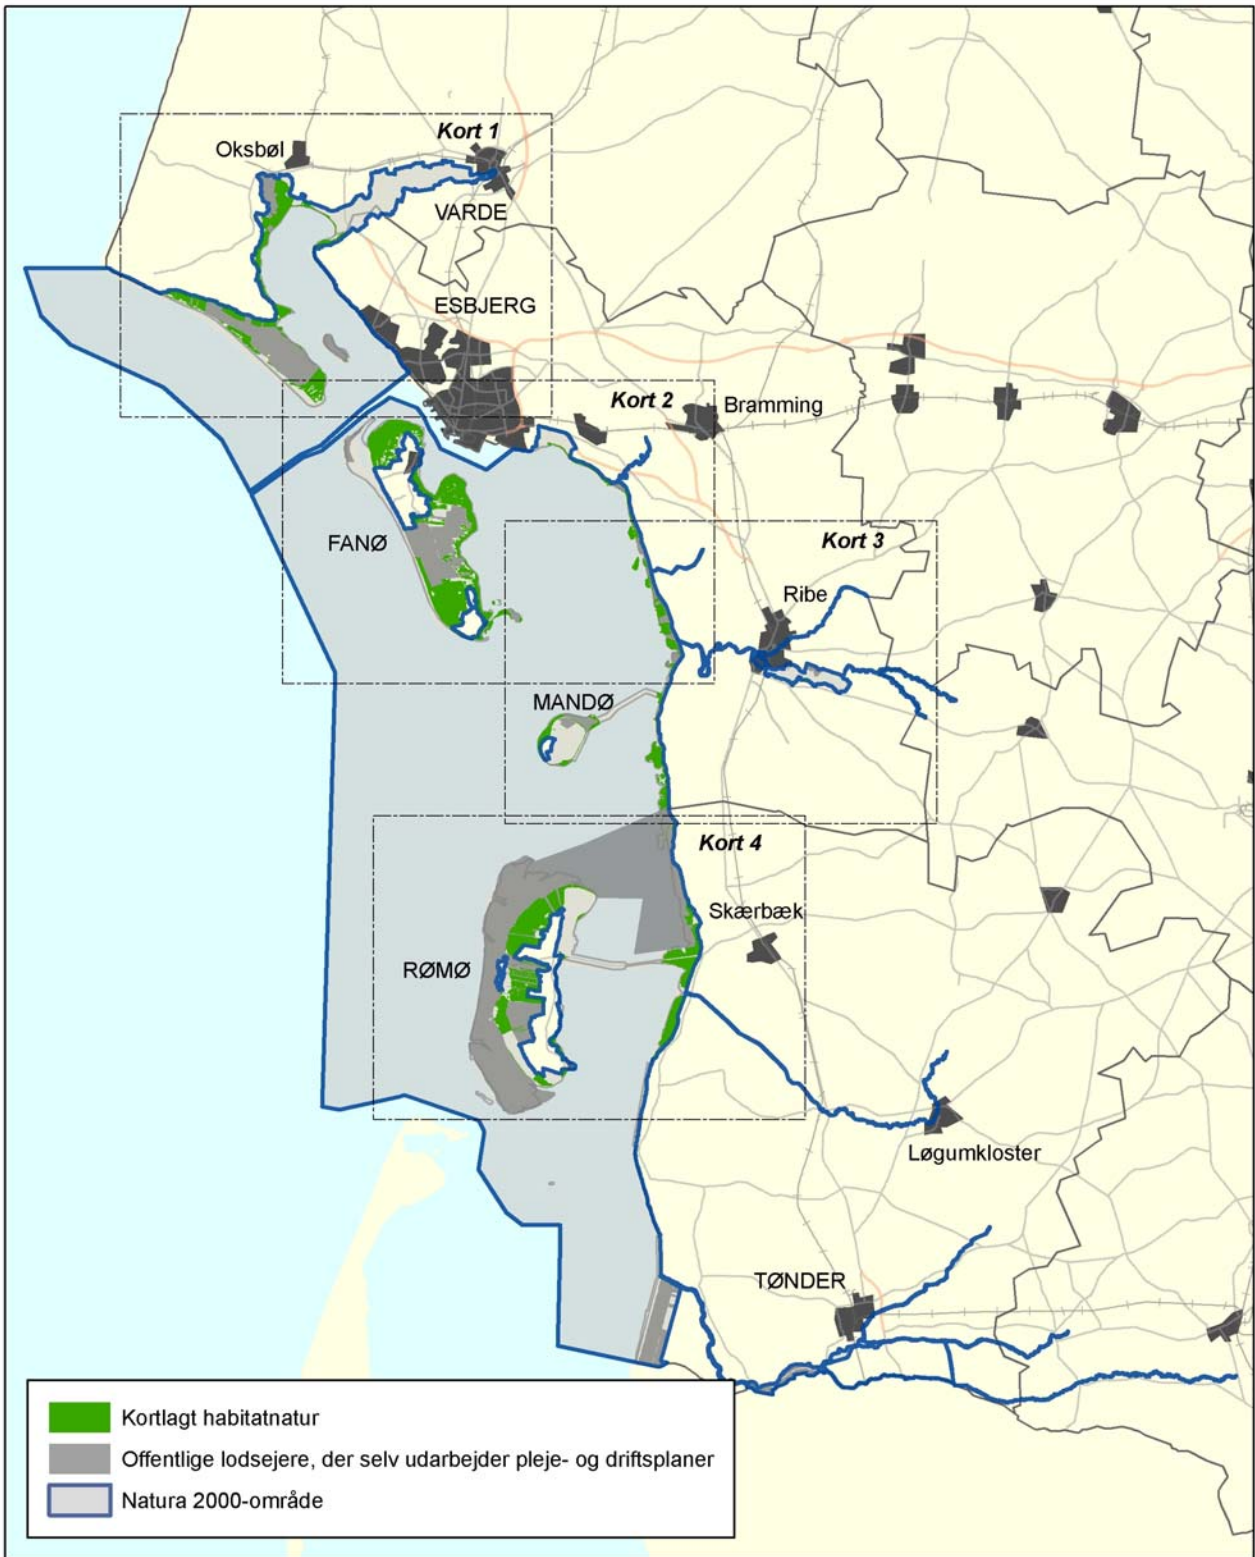 Kort 1
Oksbøl
VARDE
ESBJERG
Kort 2
Bramming
FANØ
Kort 3
Ribe
MANDØ
Kort 4
Skærbæk
RØMØ
Løgumkloster
TØNDER
Kortlagt habitatnatur
Offentlige lodsejere, der selv udarbejder pleje- og driftsplaner
Natura 2000-område